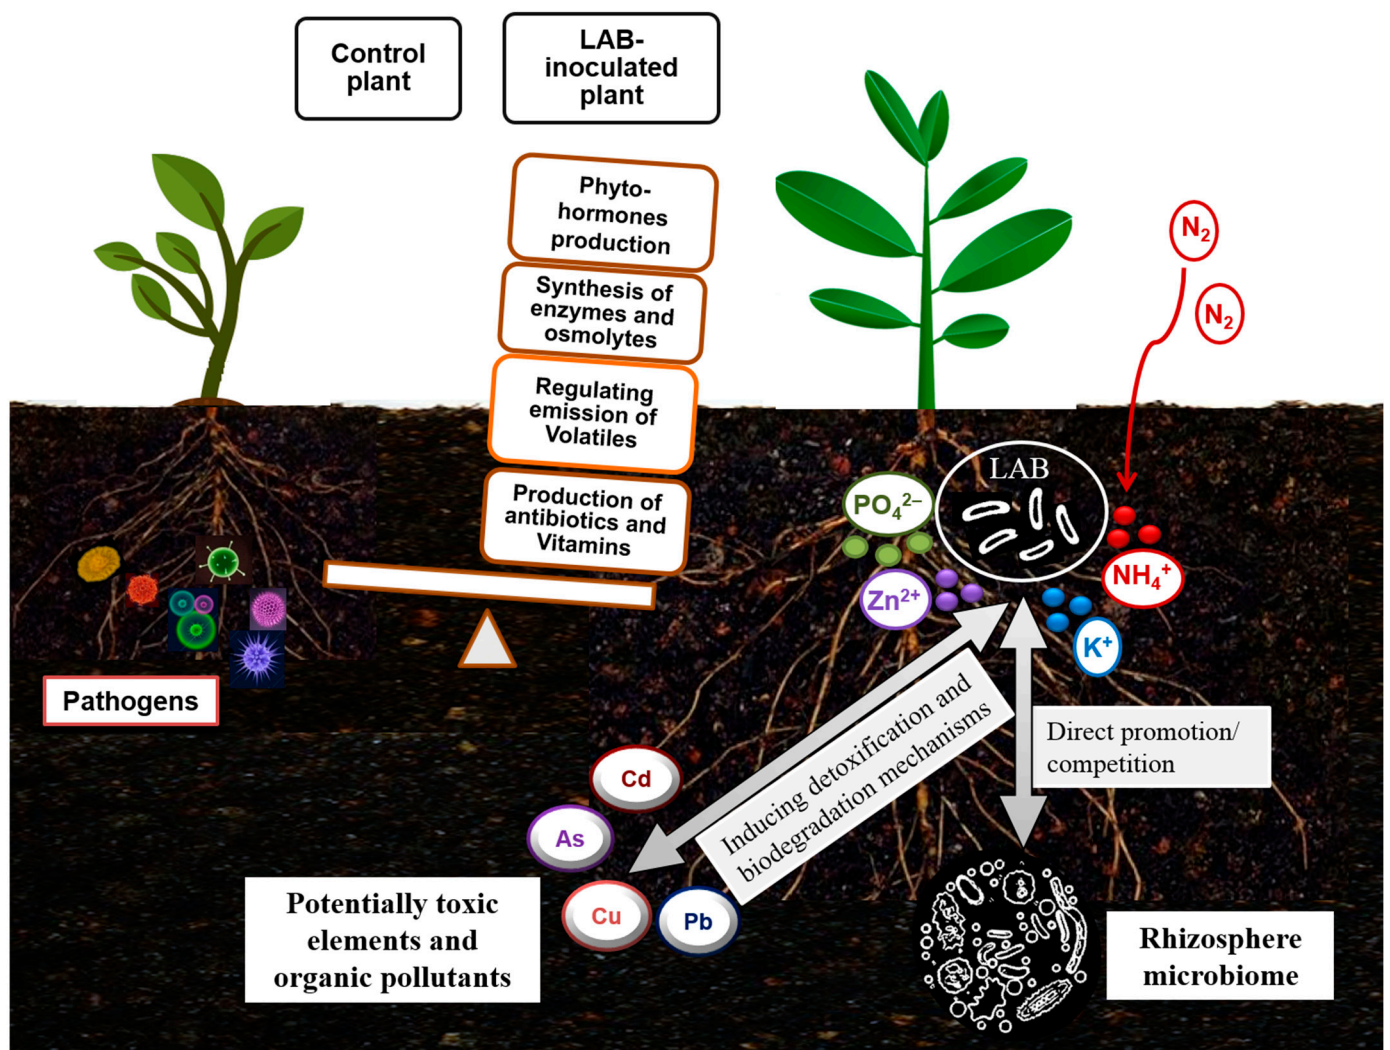 Control
plant
LAB-
inoculated
plant
Phyto-
hormones
production
Synthesis of
enzymes and
osmolytes
Regulating
emission of
Volatiles
Production of
antibiotics and
Vitamins
N₂
N₂
LAB
PO₄²⁻
NH₄⁺
Zn²⁺
K⁺
Pathogens
Inducing detoxification and
biodegradation mechanisms
Direct promotion/
competition
Cd
As
Cu
Pb
Potentially toxic
elements and
organic pollutants
Rhizosphere
microbiome